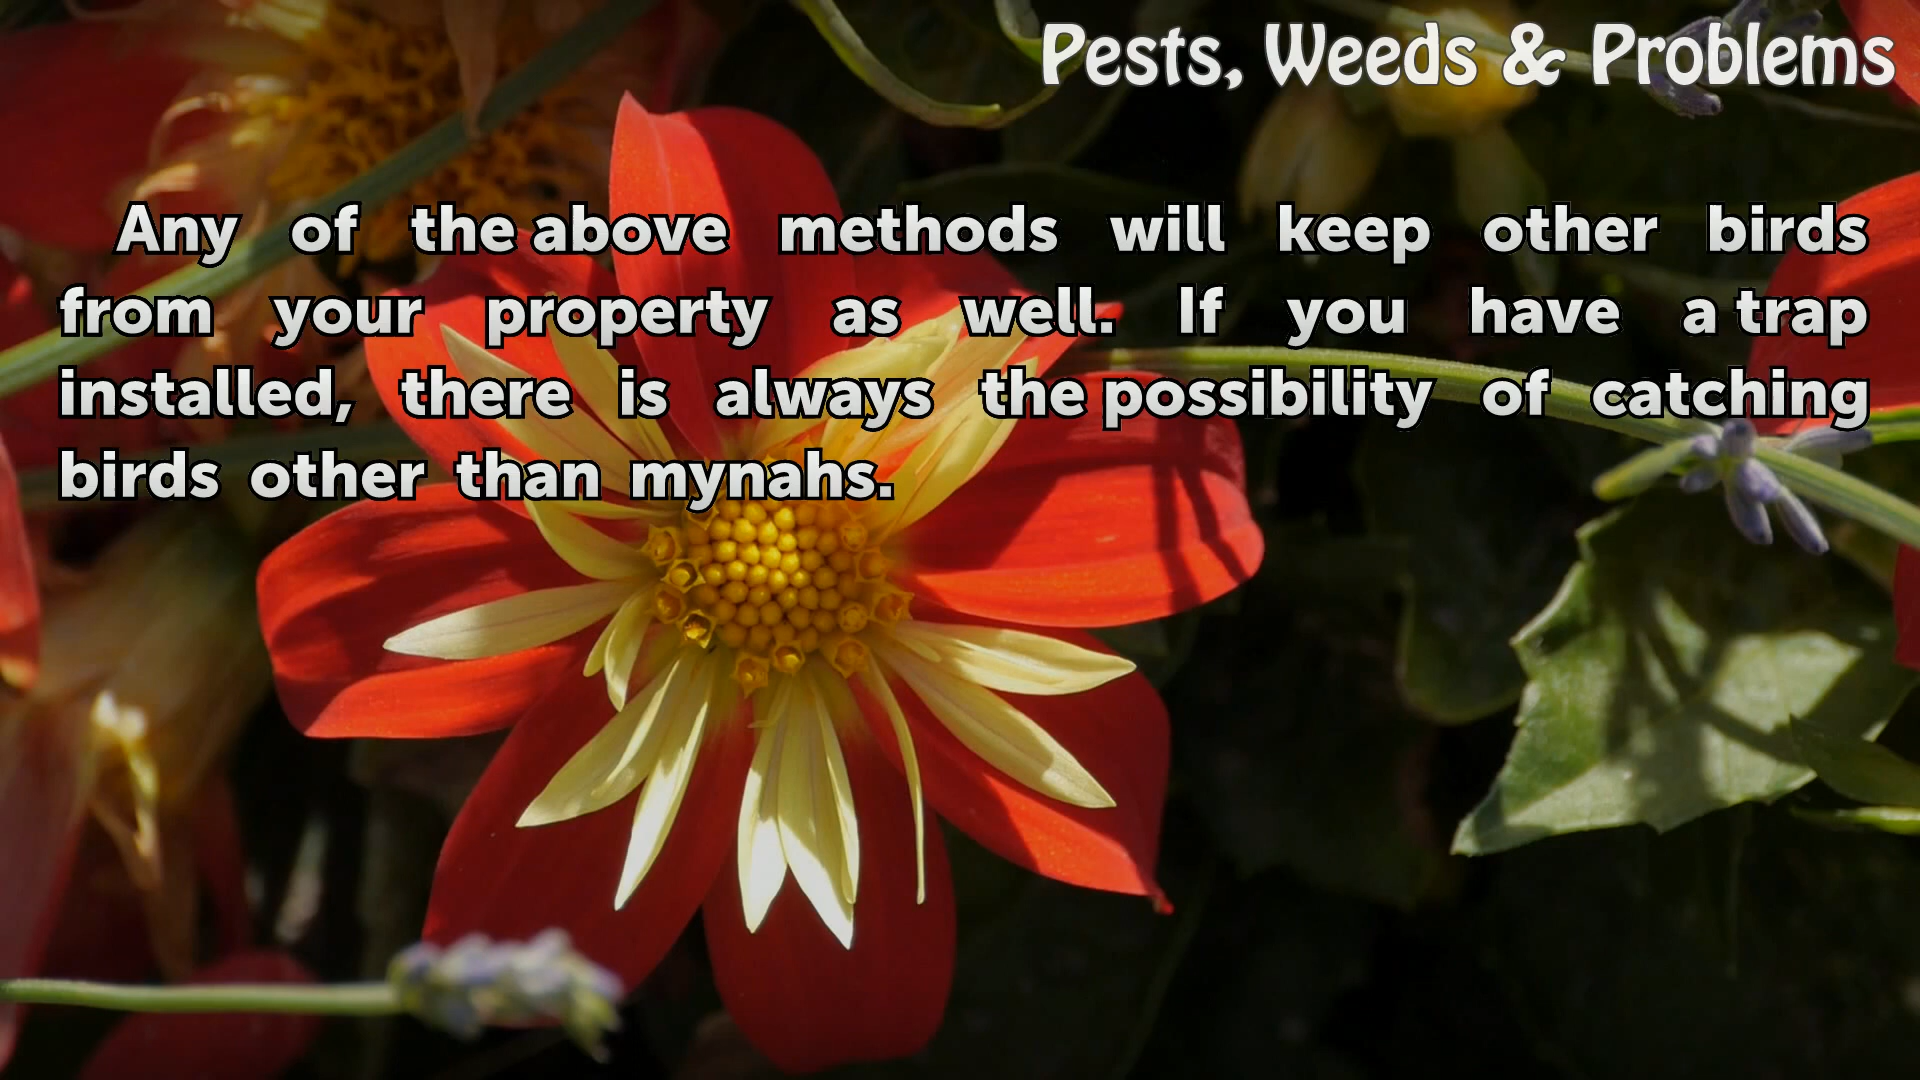 Pests, Weeds & Problems
Any of the above methods will keep other birds
from your property as well. If you have a trap
installed, there is always the possibility of catching
birds other than mynahs.